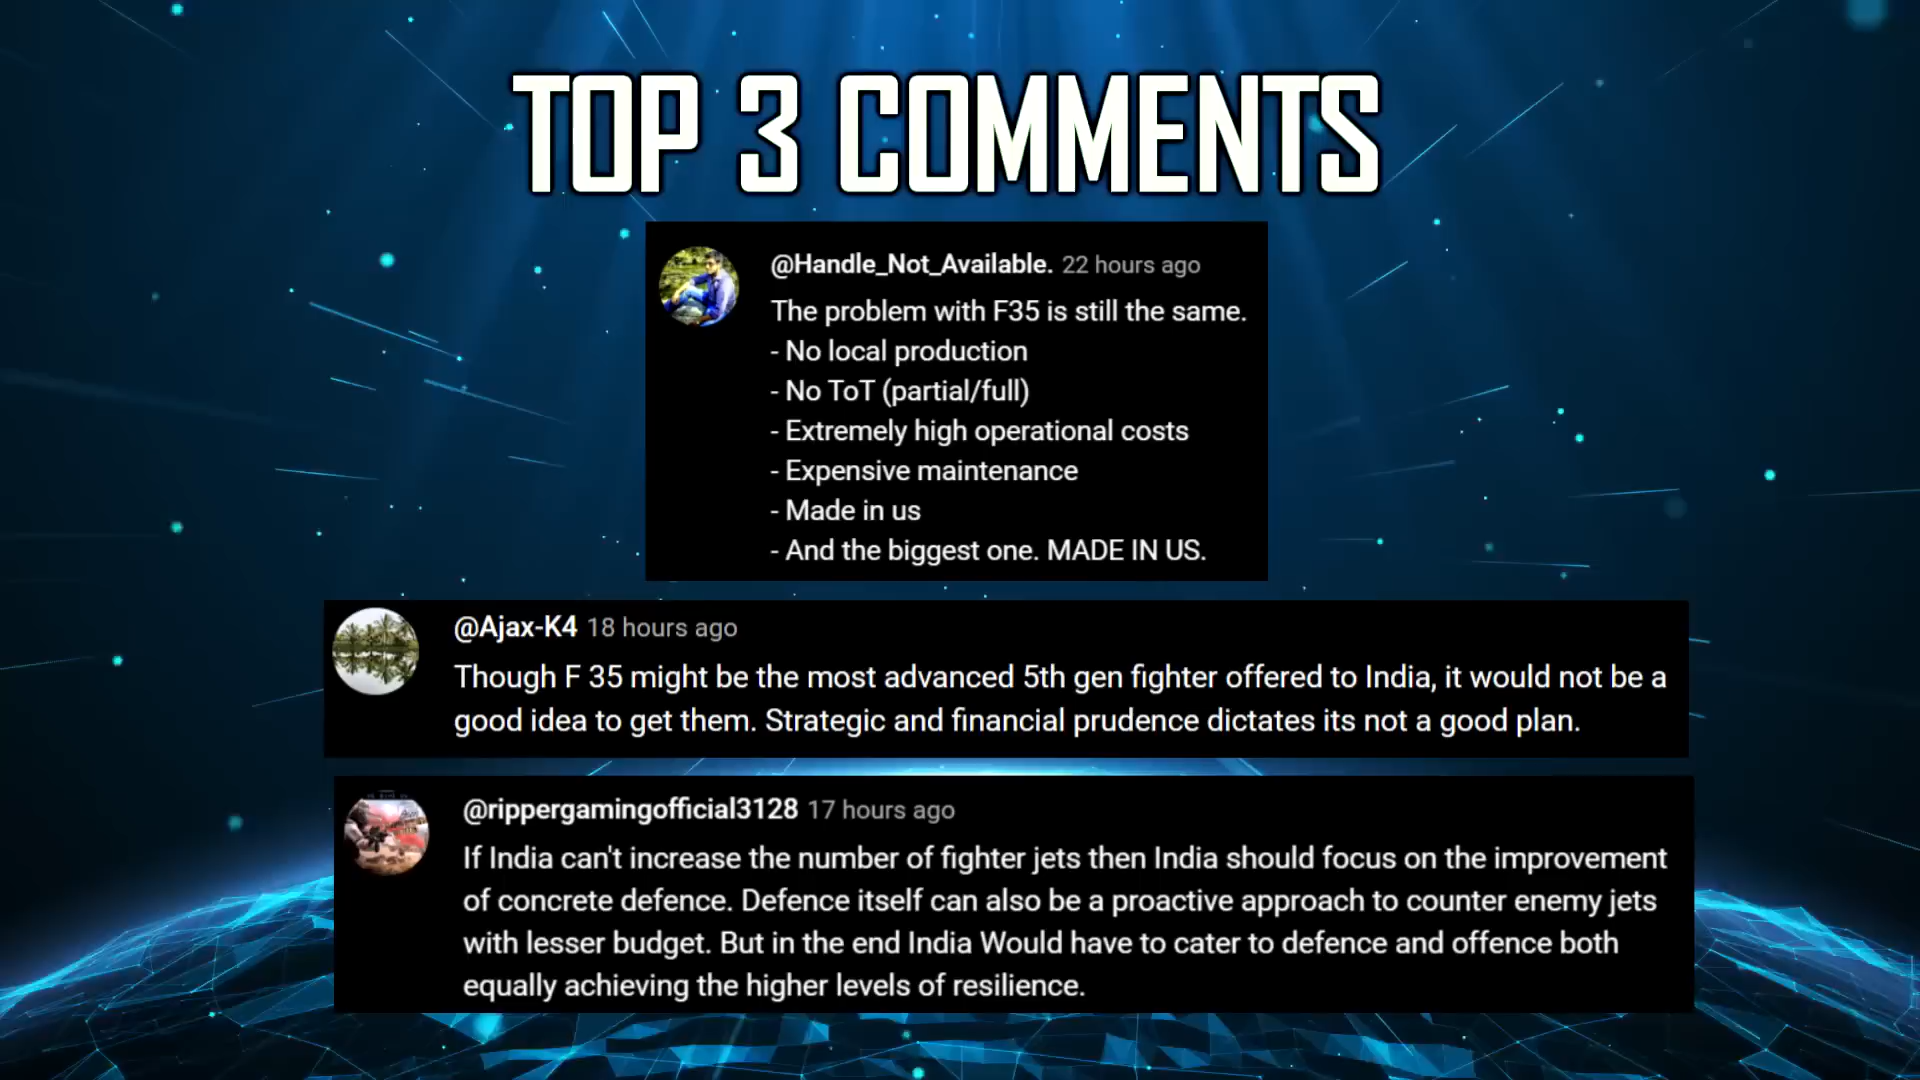 TOP 3 COMMENTS
@Handle_Not_Available. 22 hours ago
The problem with F35 is still the same.
- No local production
- No ToT (partial/full)
- Extremely high operational costs
- Expensive maintenance
- Made in us
- And the biggest one. MADE IN US.
@Ajax-K4 18 hours ago
Though F 35 might be the most advanced 5th gen fighter offered to India, it would not be a
good idea to get them. Strategic and financial prudence dictates its not a good plan.
@rippergamingofficial3128 17 hours ago
If India can't increase the number of fighter jets then India should focus on the improvement
of concrete defence. Defence itself can also be a proactive approach to counter enemy jets
with lesser budget. But in the end India Would have to cater to defence and offence both
equally achieving the higher levels of resilience.